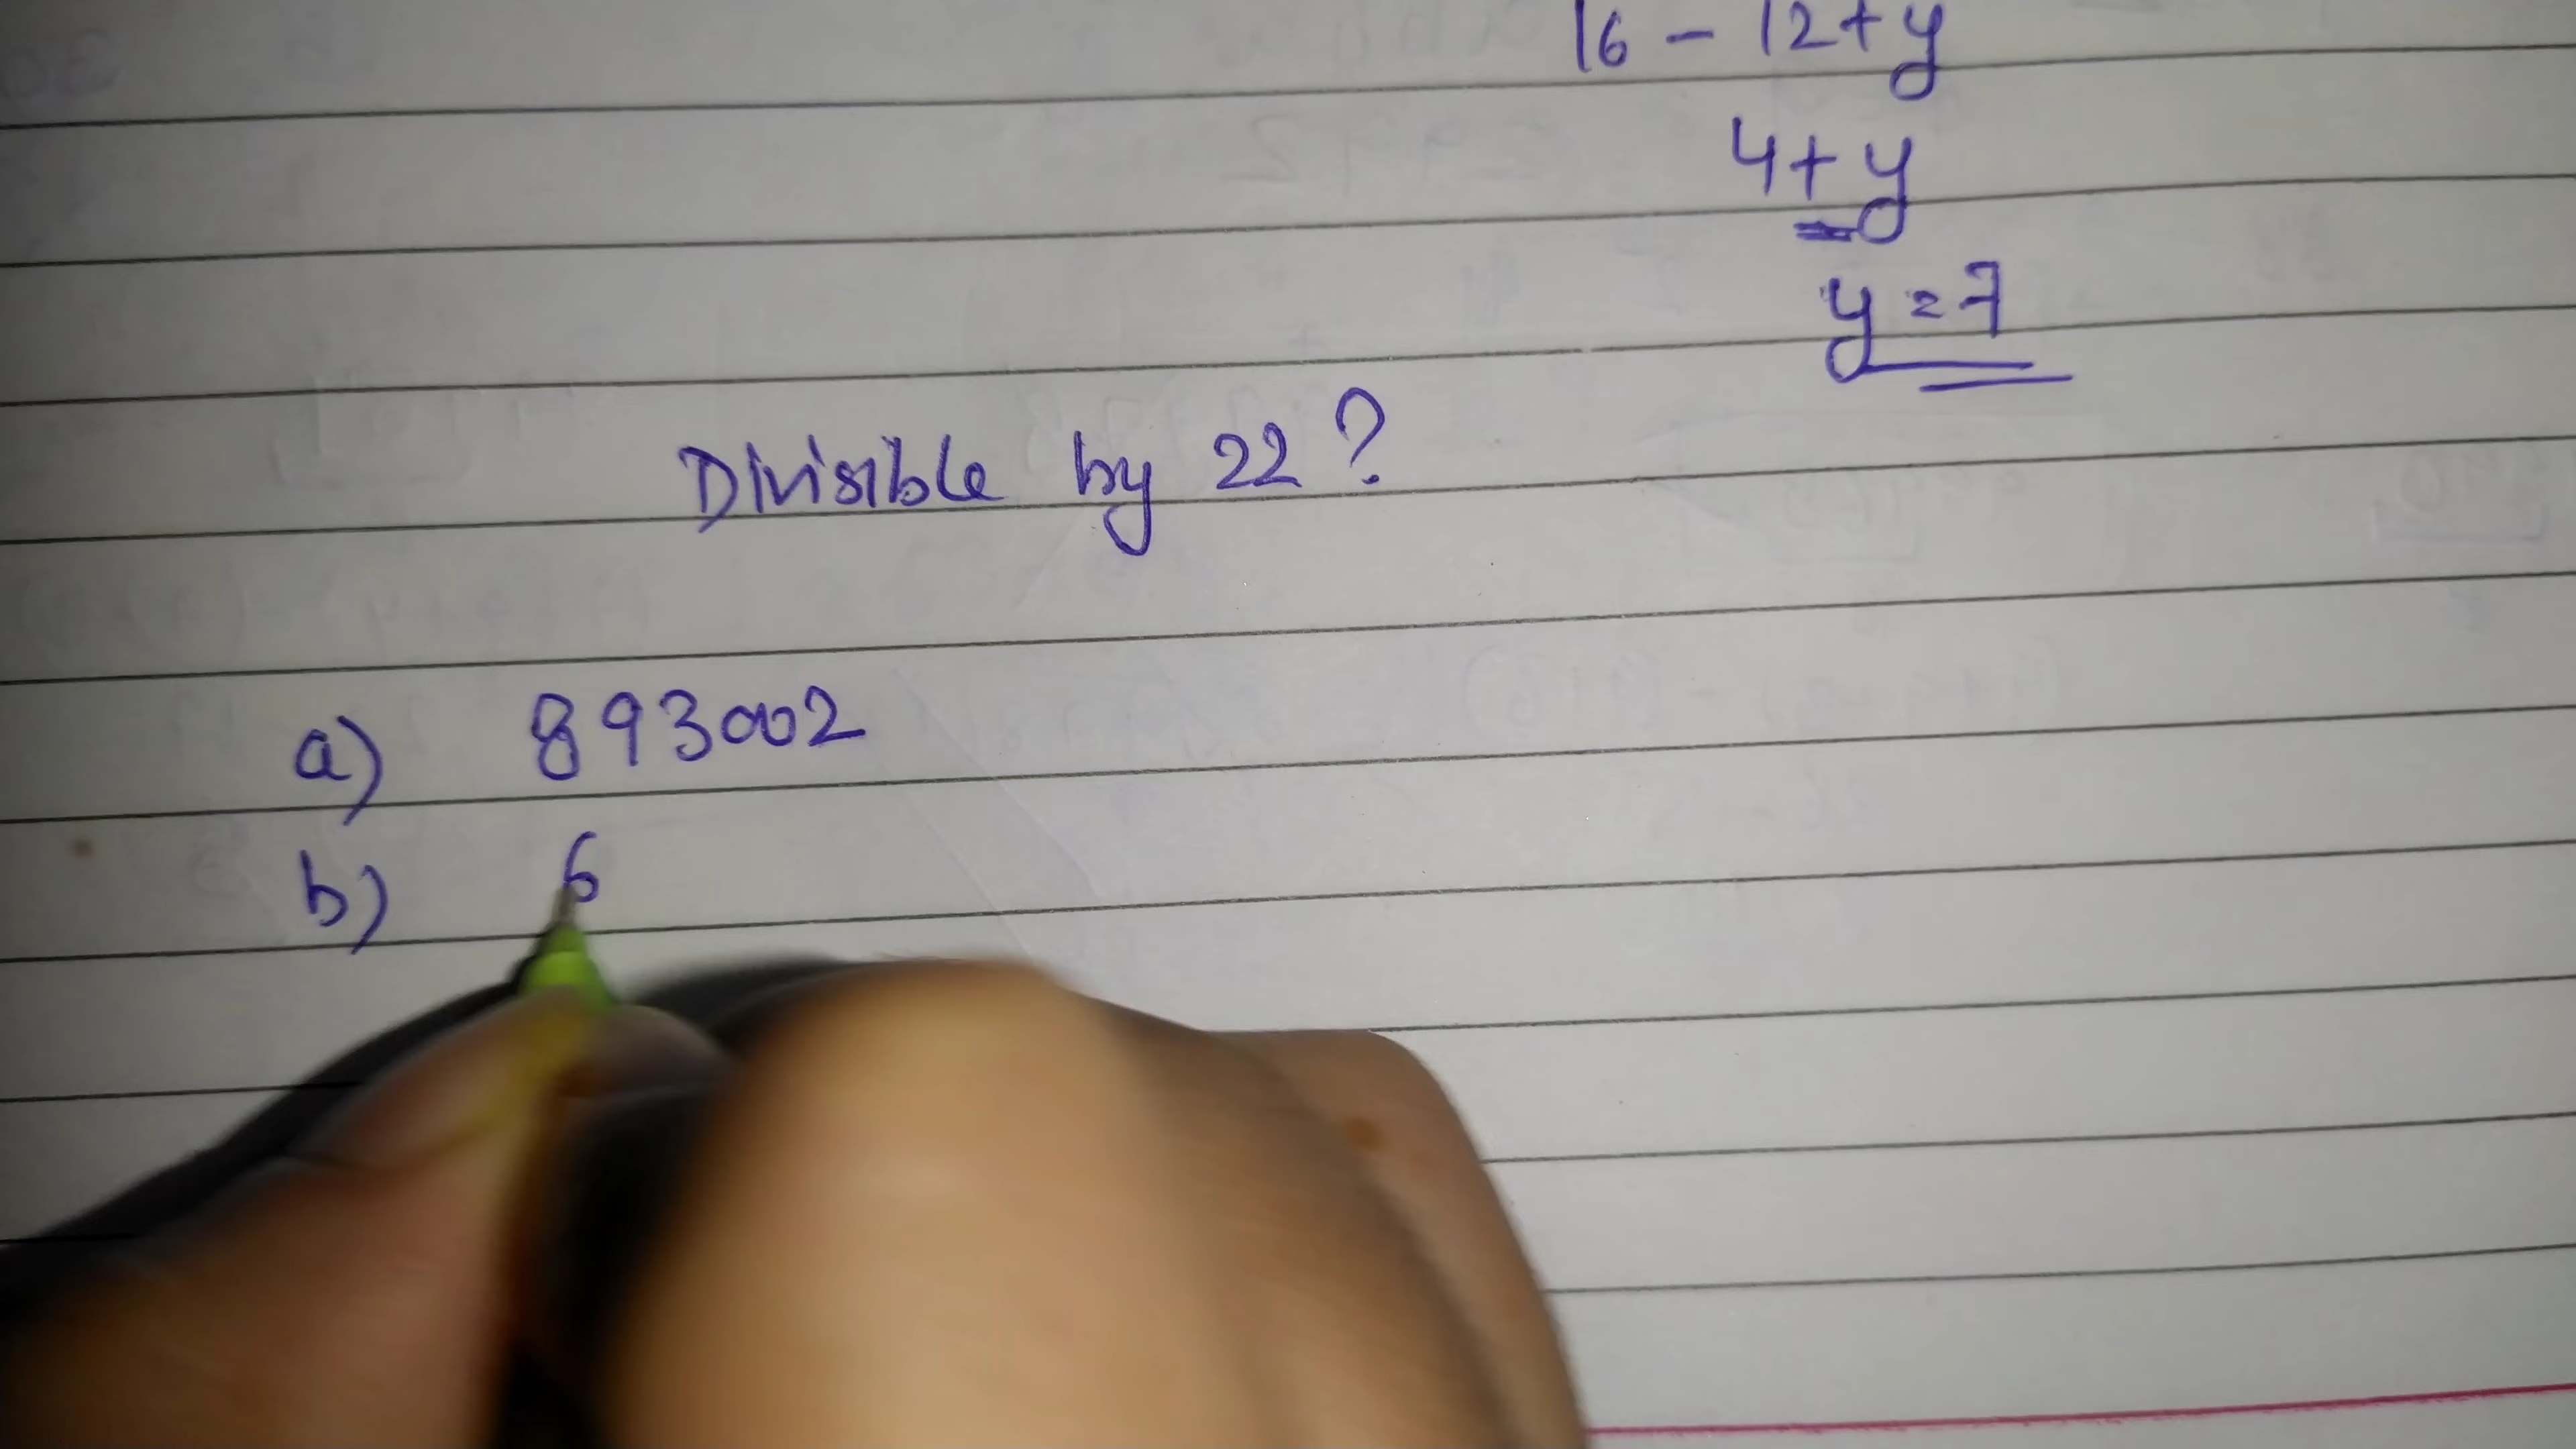 16 - 12 + y
4 + y
y = 7
Divisible by 22 ?
a) 893002
b) 6